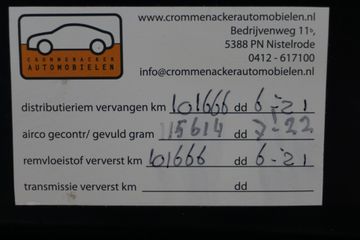 www.crommenackerautomobielen.nl
Bedrijvenweg 11b,
5388 PN Nistelrode
0412 - 617100
info@crommenackerautomobielen.nl
CROMMENACKER
AUTOMOBIELEN
distributieriem vervangen km 101666 dd 6-21
airco gecontr/ gevuld gram 15614 dd 7-22
remvloeistof ververst km 101666 dd 6-21
transmissie ververst km dd